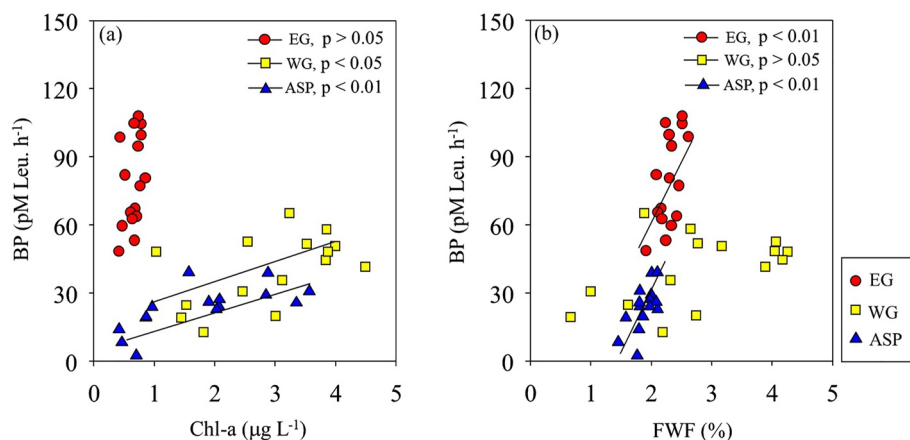 (a)
EG, p > 0.05
WG, p < 0.05
ASP, p < 0.01
150
120
90
60
30
0
BP (pM Leu. h-1)
0 1 2 3 4 5
Chl-a (μg L-1)
(b)
EG, p < 0.01
WG, p > 0.05
ASP, p < 0.01
150
120
90
60
30
0
BP (pM Leu. h-1)
0 1 2 3 4 5
FWF (%)
EG
WG
ASP